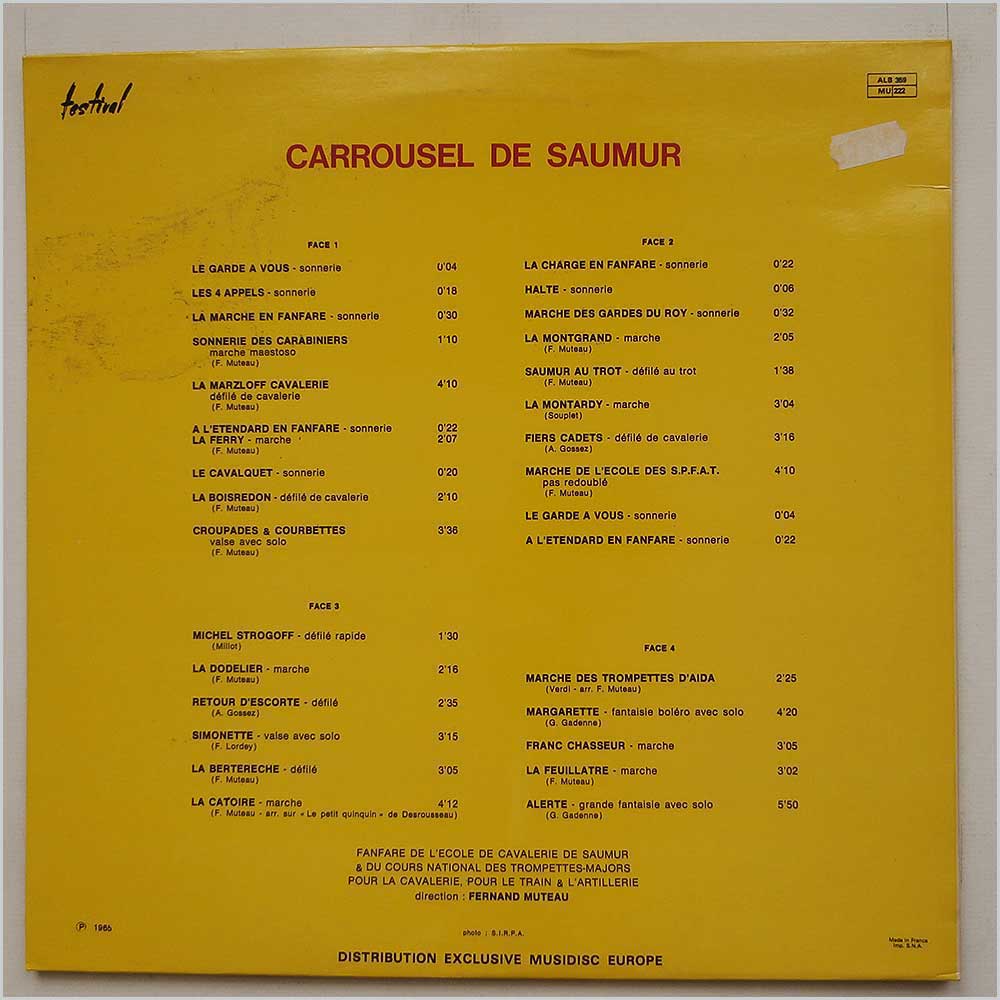 festival
ALB 359
MU 222
CARROUSEL DE SAUMUR
FACE 1
LE GARDE A VOUS - sonnerie 0'04
LES 4 APPELS - sonnerie 0'18
LA MARCHE EN FANFARE - sonnerie 0'30
SONNERIE DES CARABINIERS 1'10
marche maestoso
(F. Muteau)
LA MARZLOFF CAVALERIE 4'10
défilé de cavalerie
(F. Muteau)
A L'ETENDARD EN FANFARE - sonnerie 0'22
LA FERRY - marche 2'07
(F. Muteau)
LE CAVALQUET - sonnerie 0'20
LA BOISREDON - défilé de cavalerie 2'10
(F. Muteau)
CROUPADES & COURBETTES 3'36
valse avec solo
(F. Muteau)
FACE 2
LA CHARGE EN FANFARE - sonnerie 0'22
HALTE - sonnerie 0'06
MARCHE DES GARDES DU ROY - sonnerie 0'32
LA MONTGRAND - marche 2'05
(F. Muteau)
SAUMUR AU TROT - défilé au trot 1'38
(F. Muteau)
LA MONTARDY - marche 3'04
(Souplet)
FIERS CADETS - défilé de cavalerie 3'16
(A. Gossez)
MARCHE DE L'ECOLE DES S.P.F.A.T. 4'10
pas redoublé
(F. Muteau)
LE GARDE A VOUS - sonnerie 0'04
A L'ETENDARD EN FANFARE - sonnerie 0'22
FACE 3
MICHEL STROGOFF - défilé rapide 1'30
(Millot)
LA DODELIER - marche 2'16
(F. Muteau)
RETOUR D'ESCORTE - défilé 2'35
(A. Gossez)
SIMONETTE - valse avec solo 3'15
(F. Lordey)
LA BERTERECHE - défilé 3'05
(F. Muteau)
LA CATOIRE - marche 4'12
(F. Muteau - arr. sur « Le petit quinquin » de Desrousseau)
FACE 4
MARCHE DES TROMPETTES D'AIDA 2'25
(Verdi - arr. F. Muteau)
MARGARETTE - fantaisie boléro avec solo 4'20
(G. Gadenne)
FRANC CHASSEUR - marche 3'05
LA FEUILLATRE - marche 3'02
(F. Muteau)
ALERTE - grande fantaisie avec solo 5'50
(G. Gadenne)
FANFARE DE L'ECOLE DE CAVALERIE DE SAUMUR
& DU COURS NATIONAL DES TROMPETTES-MAJORS
POUR LA CAVALERIE, POUR LE TRAIN & L'ARTILLERIE
direction : FERNAND MUTEAU
Ⓟ 1965
photo : S.I.R.P.A.
Made in France
Imp. S.N.A.
DISTRIBUTION EXCLUSIVE MUSIDISC EUROPE